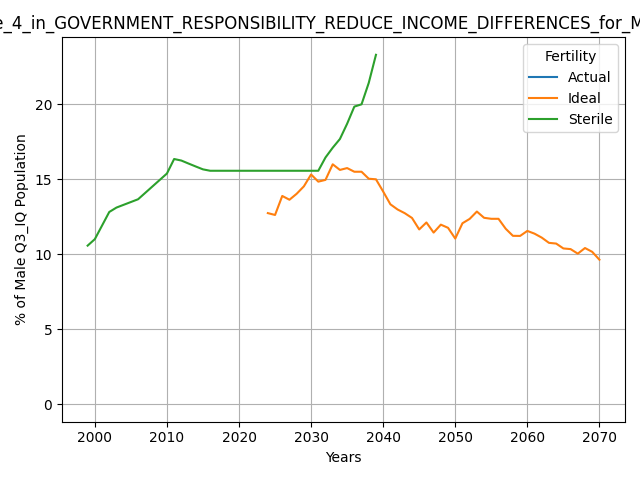 e_4_in_GOVERNMENT_RESPONSIBILITY_REDUCE_INCOME_DIFFERENCES_for_M
Fertility
Actual
Ideal
Sterile
% of Male Q3_IQ Population
20
15
10
5
0
2000 2010 2020 2030 2040 2050 2060 2070
Years